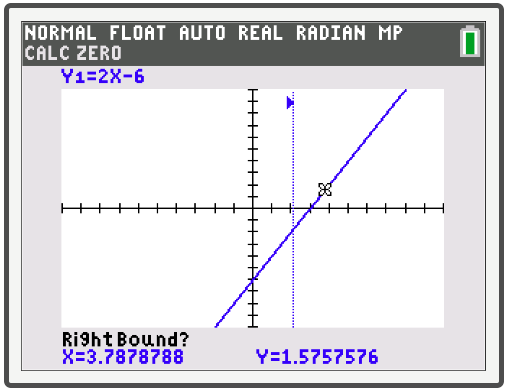 NORMAL FLOAT AUTO REAL RADIAN MP
CALC ZERO
Y1=2X-6
Right Bound?
X=3.7878788 Y=1.5757576